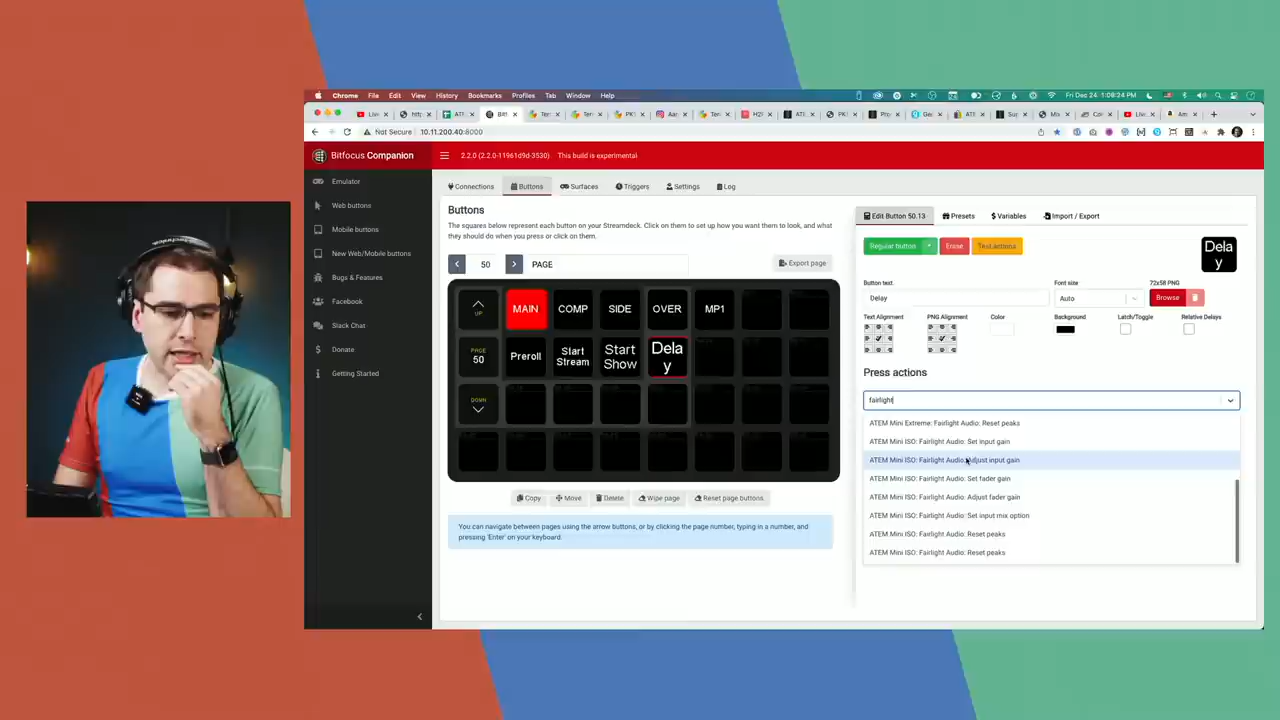 Chrome File Edit View History Bookmarks Profiles Tab Window Help
Fri Dec 24 1:09:34 PM
Not Secure 10.11.200.40:8000
Bitfocus Companion
2.2.0 (2.2.0-11961d9d-3530) This build is experimental
Emulator
Web buttons
Mobile buttons
New Web/Mobile buttons
Bugs & Features
Facebook
Slack Chat
Donate
Getting Started
Connections Buttons Surfaces Triggers Settings Log
Buttons
The squares below represent each button on your Streamdeck. Click on them to set up how you want them to look, and what
they should do when you press or click on them.
50 PAGE
Export page
UP MAIN COMP SIDE OVER MP1
PAGE
50
Preroll
Start
Stream
Start
Show
Dela
y
DOWN
Copy Move Delete Wipe page Reset page buttons
You can navigate between pages using the arrow buttons, or by clicking the page number, typing in a number, and
pressing 'Enter' on your keyboard.
Edit Button 50.13 Presets Variables Import / Export
Regular button Erase Test actions
Dela
y
Button text
Delay
Font size
Auto
72x58 PNG
Browse
Text Alignment PNG Alignment Color Background Latch/Toggle Relative Delays
Press actions
fairlight
ATEM Mini Extreme: Fairlight Audio: Reset peaks
ATEM Mini ISO: Fairlight Audio: Set input gain
ATEM Mini ISO: Fairlight Audio: Adjust input gain
ATEM Mini ISO: Fairlight Audio: Set fader gain
ATEM Mini ISO: Fairlight Audio: Adjust fader gain
ATEM Mini ISO: Fairlight Audio: Set input mix option
ATEM Mini ISO: Fairlight Audio: Reset peaks
ATEM Mini ISO: Fairlight Audio: Reset peaks